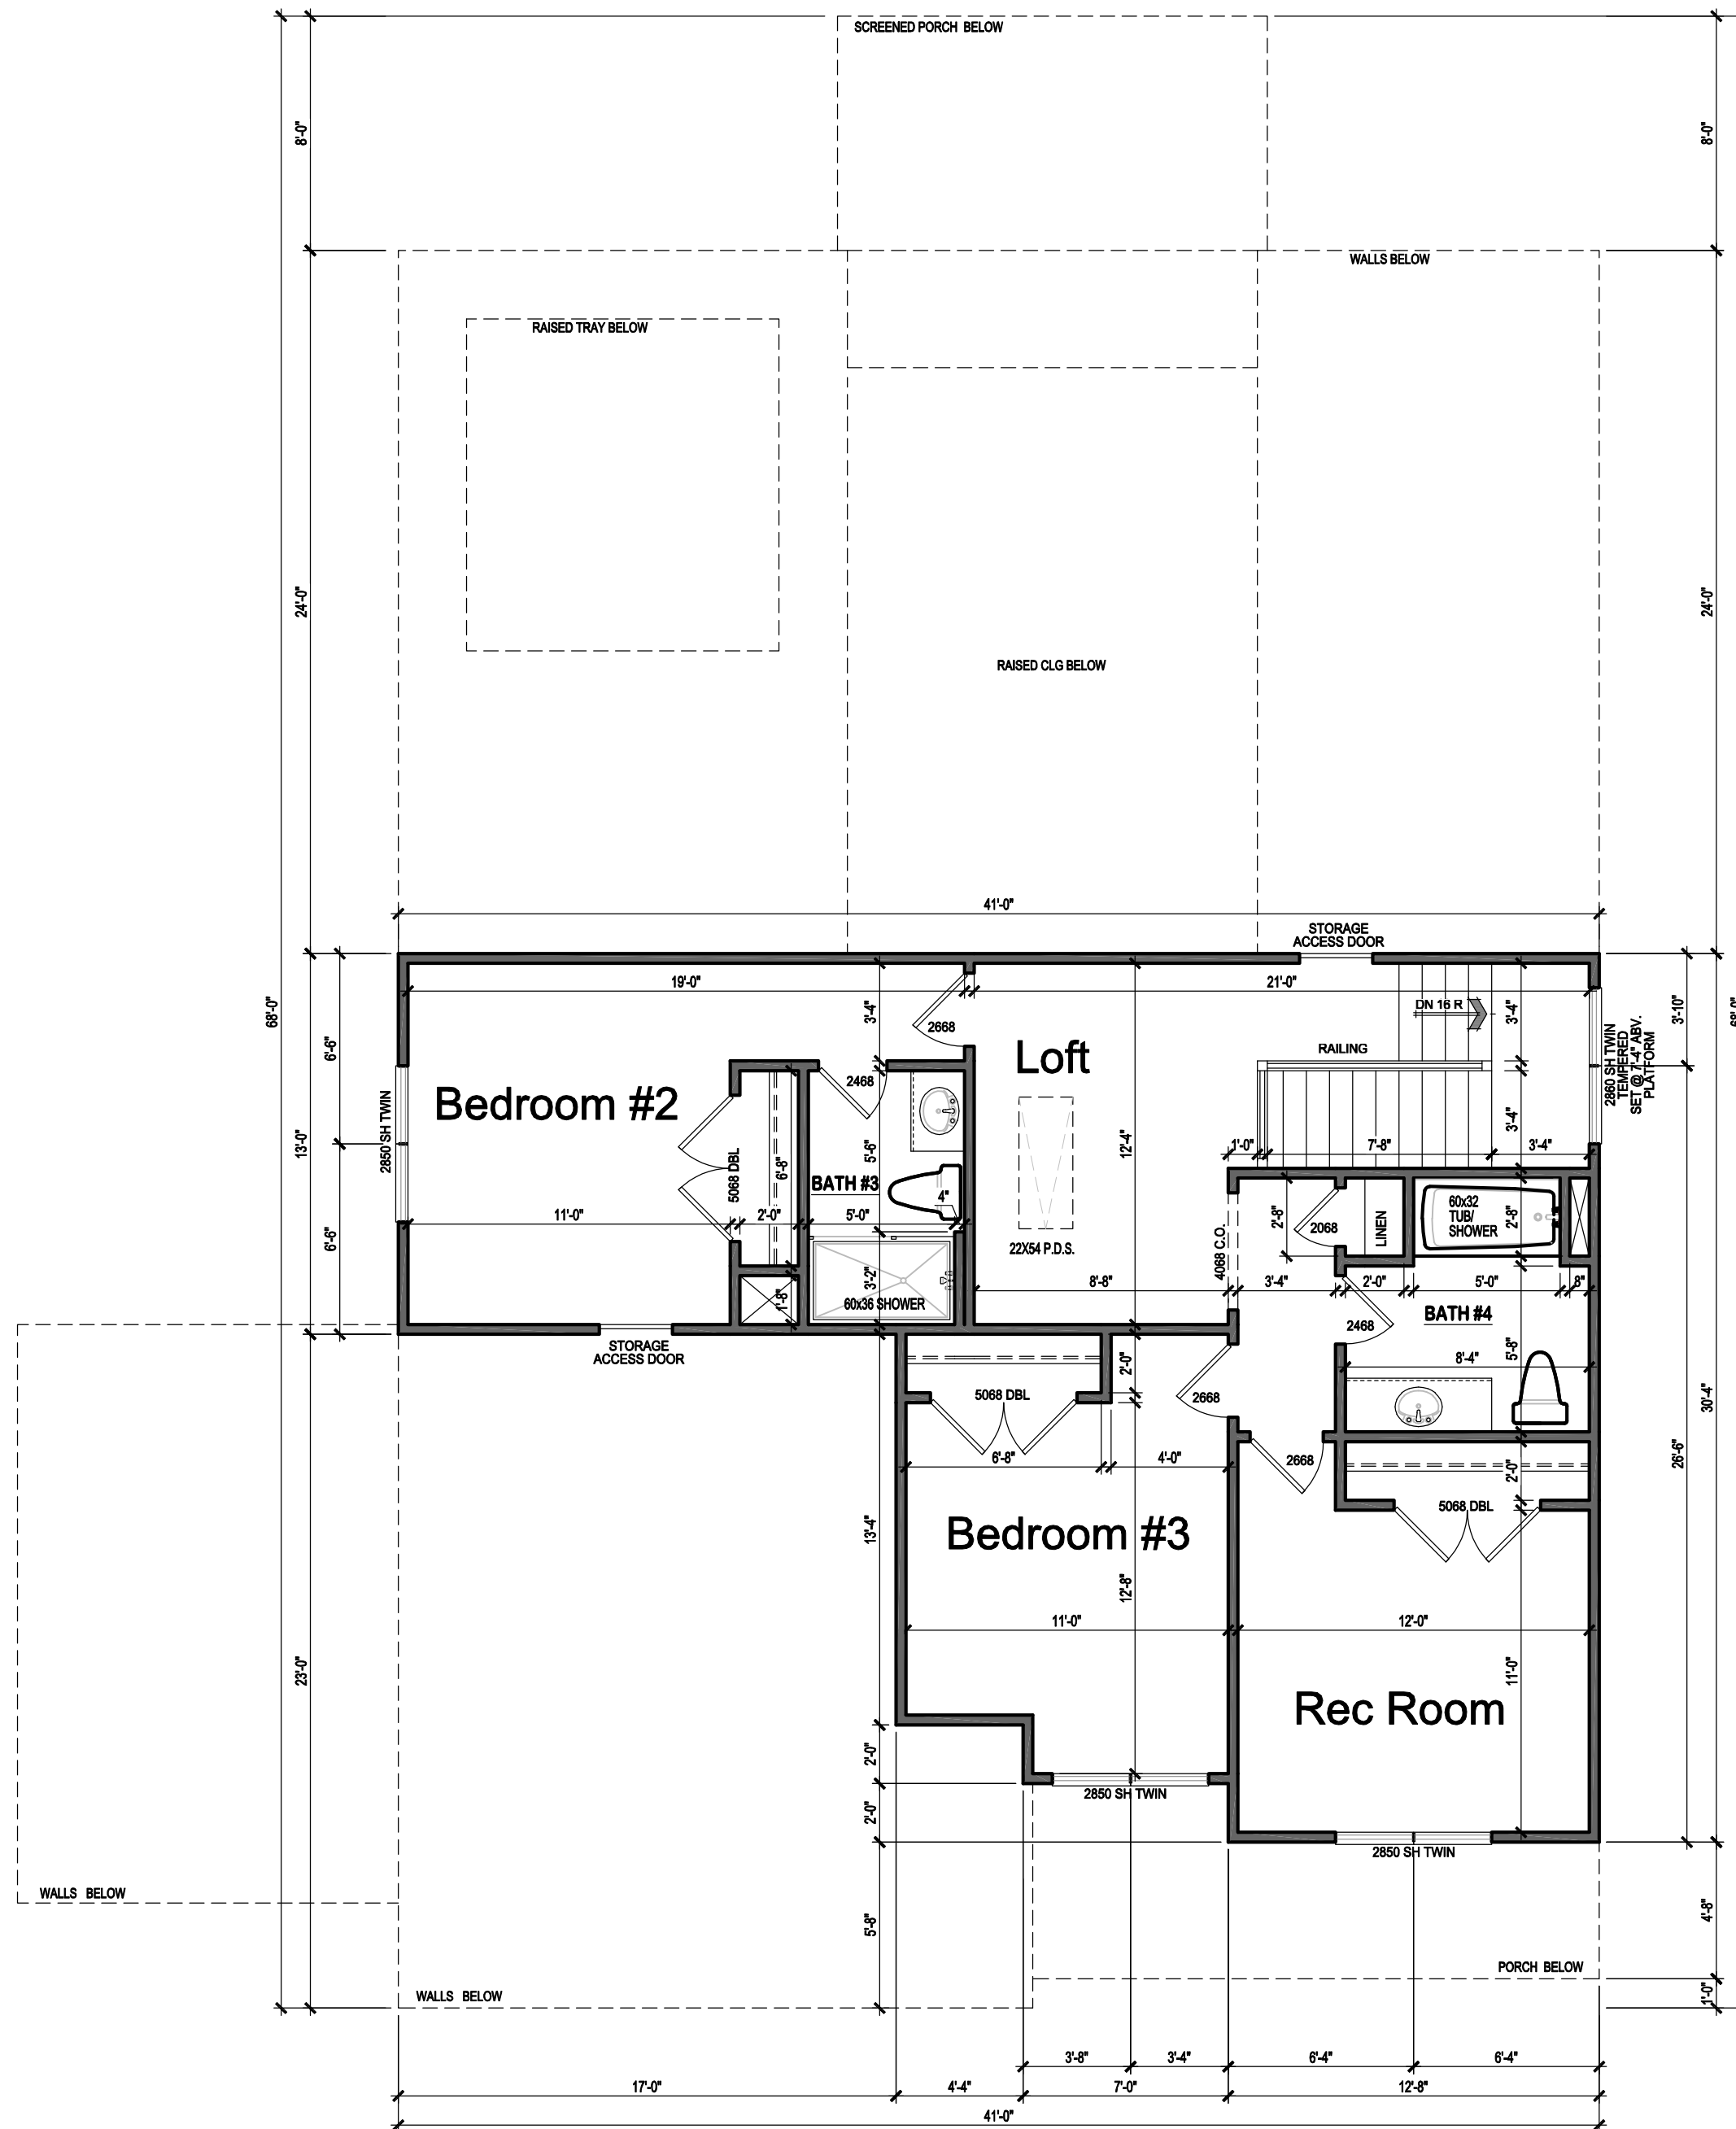 SCREENED PORCH BELOW
8'-0"
8'-0"
WALLS BELOW
RAISED TRAY BELOW
24'-0"
24'-0"
RAISED CLG BELOW
41'-0"
STORAGE
ACCESS DOOR
19'-0"
21'-0"
68'-0"
68'-0"
3'-10"
6'-6"
3'-4"
2668
DN 16 R
3'-4"
Loft
RAILING
2468
Bedroom #2
2850 SH TWIN
2860 SH TWIN
TEMPERED
SET @ 7'-4" ABV.
PLATFORM
13'-0"
5'-6"
12'-4"
3'-4"
1'-0"
7'-8"
3'-4"
5068 DBL
6'-8"
BATH #3
4"
11'-0"
2'-0"
5'-0"
6'-6"
22X54 P.D.S.
4068 C.O.
2'-8"
2068
LINEN
60x32
TUB/
SHOWER
2'-8"
3'-2"
1'-8"
60x36 SHOWER
8'-8"
3'-4"
2'-0"
5'-0"
8"
BATH #4
2468
STORAGE
ACCESS DOOR
5'-8"
8'-4"
2'-0"
5068 DBL
2668
30'-4"
26'-6"
6'-8"
4'-0"
2668
2'-0"
5068 DBL
13'-4"
Bedroom #3
12'-8"
11'-0"
12'-0"
23'-0"
11'-0"
Rec Room
2'-0"
2850 SH TWIN
2'-0"
2850 SH TWIN
WALLS BELOW
5'-8"
4'-8"
PORCH BELOW
WALLS BELOW
1'-0"
3'-8"
3'-4"
6'-4"
6'-4"
17'-0"
4'-4"
7'-0"
12'-8"
41'-0"